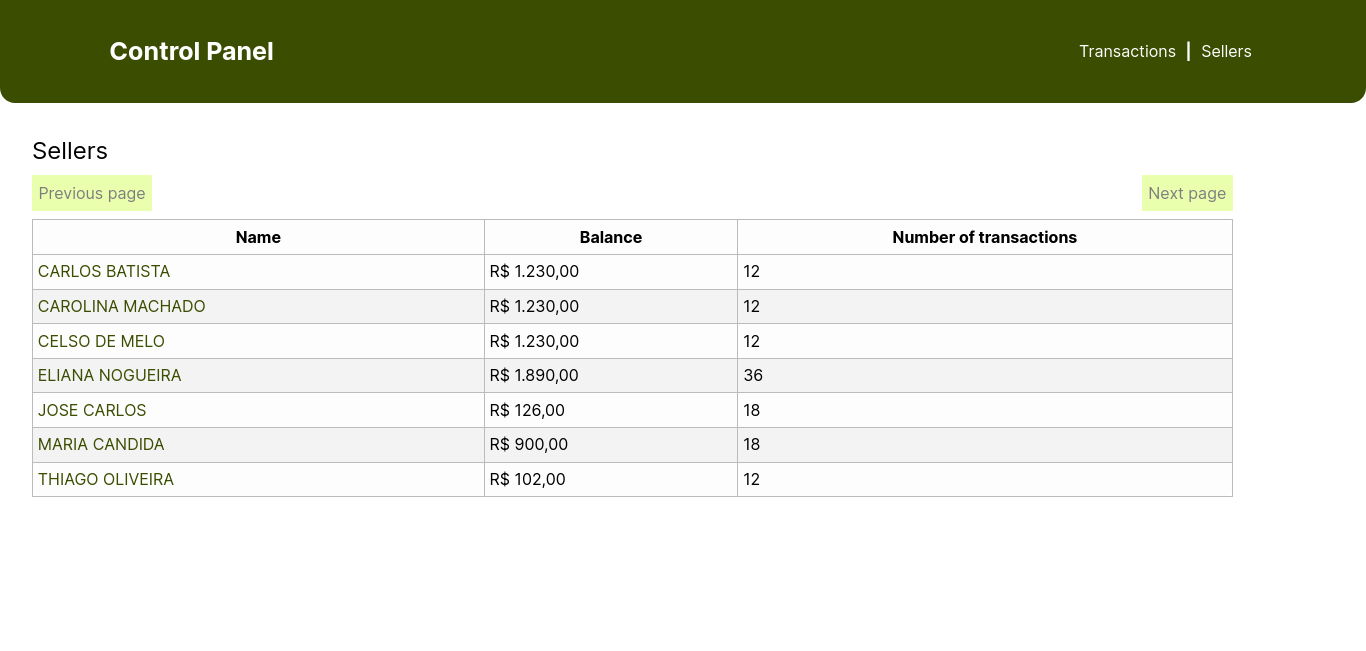 Control Panel
Transactions | Sellers
Sellers
Previous page
Next page
Name Balance Number of transactions
CARLOS BATISTA R$ 1.230,00 12
CAROLINA MACHADO R$ 1.230,00 12
CELSO DE MELO R$ 1.230,00 12
ELIANA NOGUEIRA R$ 1.890,00 36
JOSE CARLOS R$ 126,00 18
MARIA CANDIDA R$ 900,00 18
THIAGO OLIVEIRA R$ 102,00 12